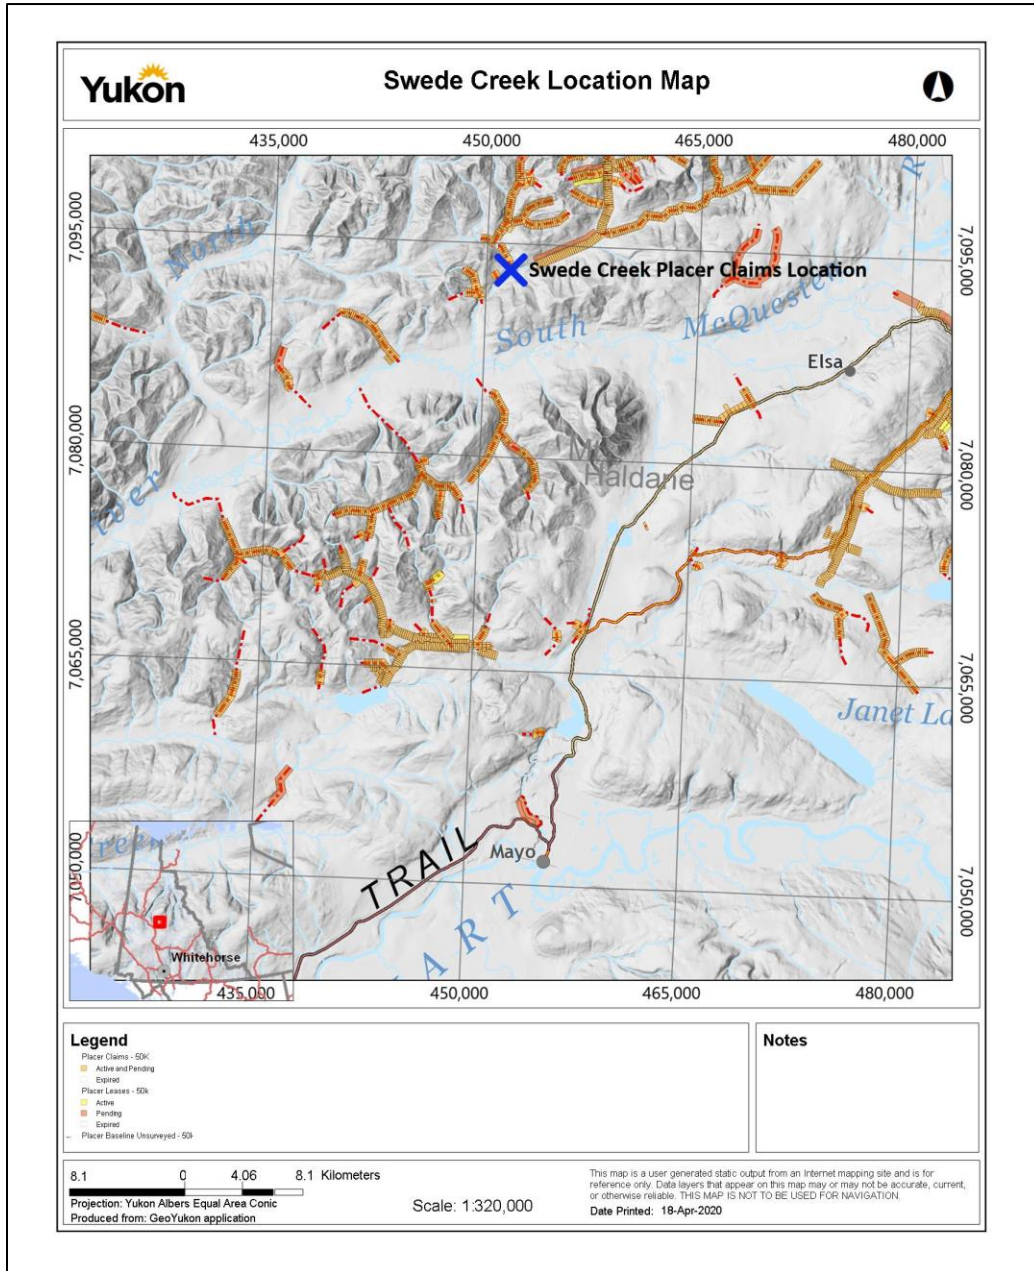 Yukon
Swede Creek Location Map
435,000
450,000
465,000
480,000
7,095,000
7,095,000
North
R
Swede Creek Placer Claims Location
South
McQuesten
Elsa
7,080,000
7,080,000
Haldane
7,065,000
7,065,000
Janet La
TRAIL
Mayo
7,050,000
7,050,000
ART
Whitehorse
435,000
450,000
465,000
480,000
Legend
Placer Claims - 50K
Active and Pending
Expired
Placer Leases - 50k
Active
Pending
Expired
Placer Baseline Unsurveyed - 50k
Notes
8.1 0 4.06 8.1 Kilometers
Projection: Yukon Albers Equal Area Conic
Produced from: GeoYukon application
Scale: 1:320,000
This map is a user generated static output from an Internet mapping site and is for
reference only. Data layers that appear on this map may or may not be accurate, current,
or otherwise reliable. THIS MAP IS NOT TO BE USED FOR NAVIGATION.
Date Printed: 18-Apr-2020